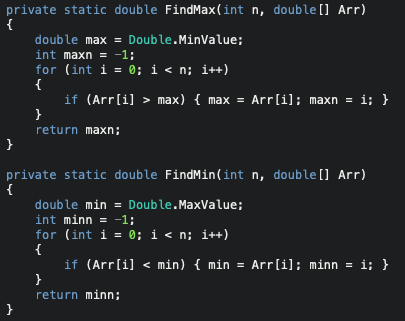 private static double FindMax(int n, double[] Arr)
{
    double max = Double.MinValue;
    int maxn = -1;
    for (int i = 0; i < n; i++)
    {
        if (Arr[i] > max) { max = Arr[i]; maxn = i; }
    }
    return maxn;
}

private static double FindMin(int n, double[] Arr)
{
    double min = Double.MaxValue;
    int minn = -1;
    for (int i = 0; i < n; i++)
    {
        if (Arr[i] < min) { min = Arr[i]; minn = i; }
    }
    return minn;
}